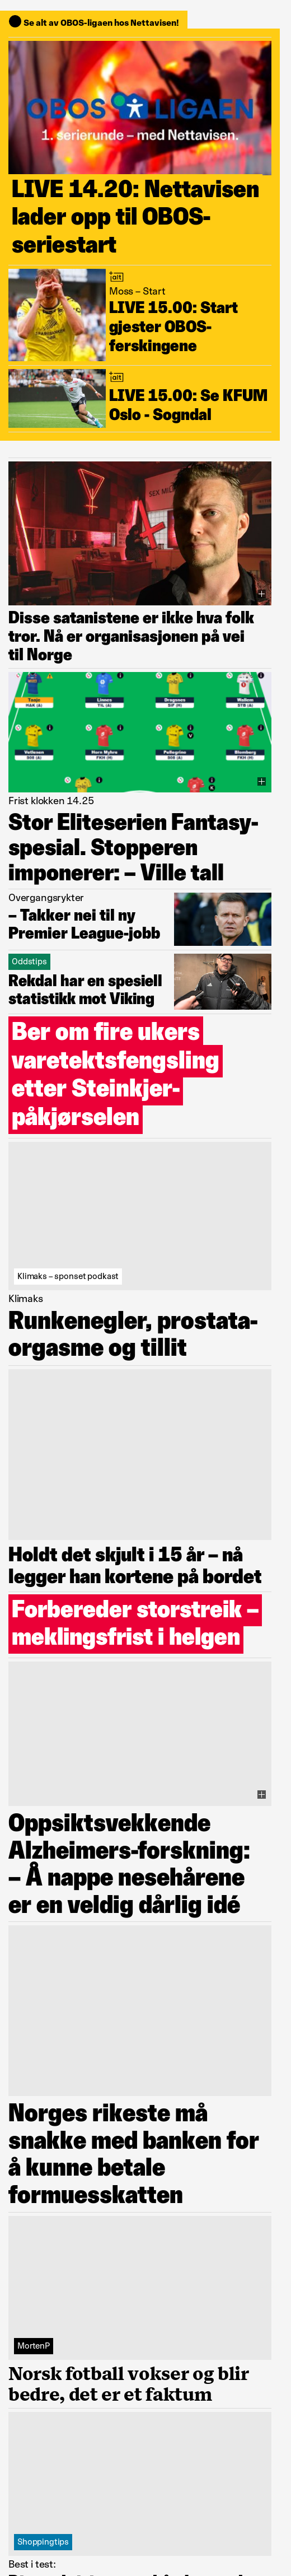 Se alt av OBOS-ligaen hos Nettavisen!
OBOS LIGAEN
1. serierunde – med Nettavisen.
LIVE 14.20: Nettavisen
lader opp til OBOS-
seriestart
alt
Moss – Start
LIVE 15.00: Start
gjester OBOS-
ferskingene
alt
LIVE 15.00: Se KFUM
Oslo - Sogndal
Disse satanistene er ikke hva folk
tror. Nå er organisasjonen på vei
til Norge
Frist klokken 14.25
Stor Eliteserien Fantasy-
spesial. Stopperen
imponerer: – Ville tall
Overgangsrykter
– Takker nei til ny
Premier League-jobb
Oddstips
Rekdal har en spesiell
statistikk mot Viking
Ber om fire ukers
varetektsfengsling
etter Steinkjer-
påkjørselen
Klimaks – sponset podkast
Klimaks
Runkenegler, prostata-
orgasme og tillit
Holdt det skjult i 15 år – nå
legger han kortene på bordet
Forbereder storstreik –
meklingsfrist i helgen
Oppsiktsvekkende
Alzheimers-forskning:
– Å nappe nesehårene
er en veldig dårlig idé
Norges rikeste må
snakke med banken for
å kunne betale
formuesskatten
MortenP
Norsk fotball vokser og blir
bedre, det er et faktum
Shoppingtips
Best i test: